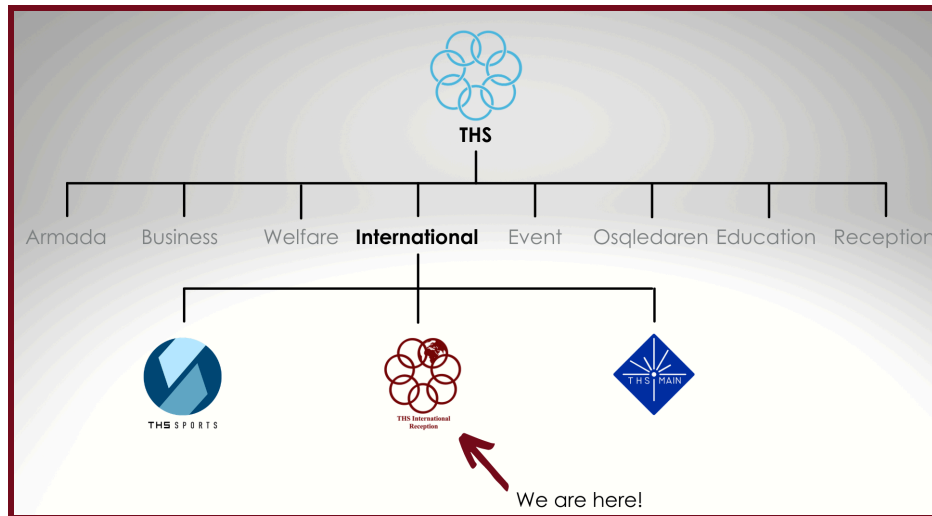 THS
Armada Business Welfare International Event Osqledaren Education Reception
THS SPORTS
THS International
Reception
THS MAIN
We are here!